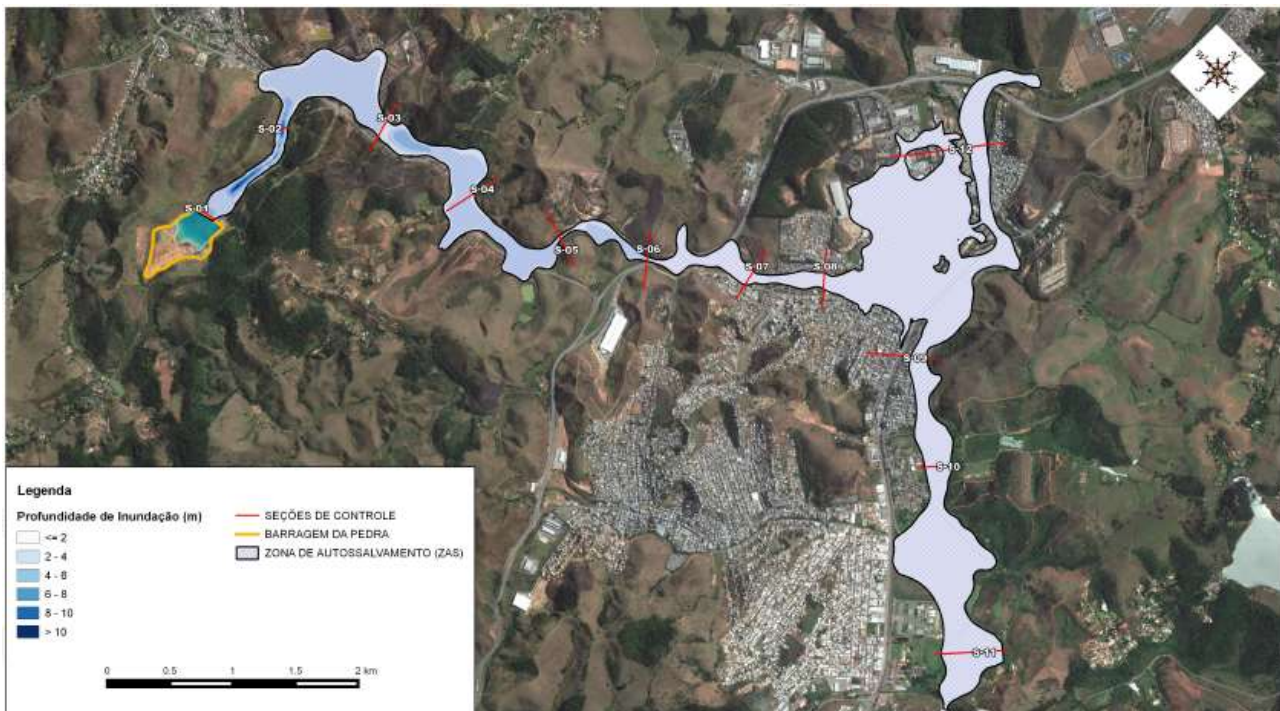 S-01
S-02
S-03
S-04
S-05
S-06
S-07
S-08
S-09
S-10
S-11
S-12
Legenda
Profundidade de Inundação (m)
<= 2
2 - 4
4 - 6
6 - 8
8 - 10
> 10
SEÇÕES DE CONTROLE
BARRAGEM DA PEDRA
ZONA DE AUTOSSALVAMENTO (ZAS)
0 0.5 1 1.5 2 km